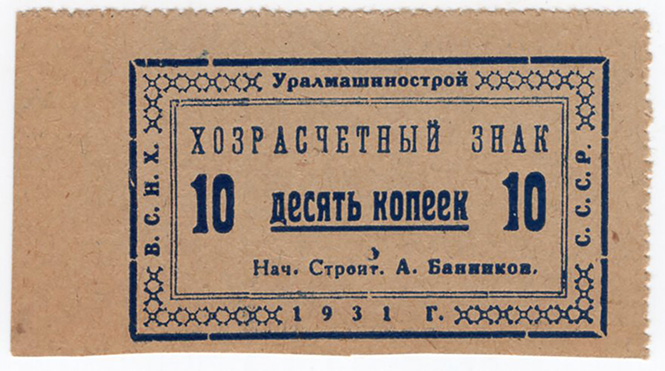 Уралмашинострой
ХОЗРАСЧЕТНЫЙ ЗНАК
10 десять копеек 10
Нач. Строит. А. Банников.
1931 Г.
В. С. Н. Х.
С. С. С. Р.